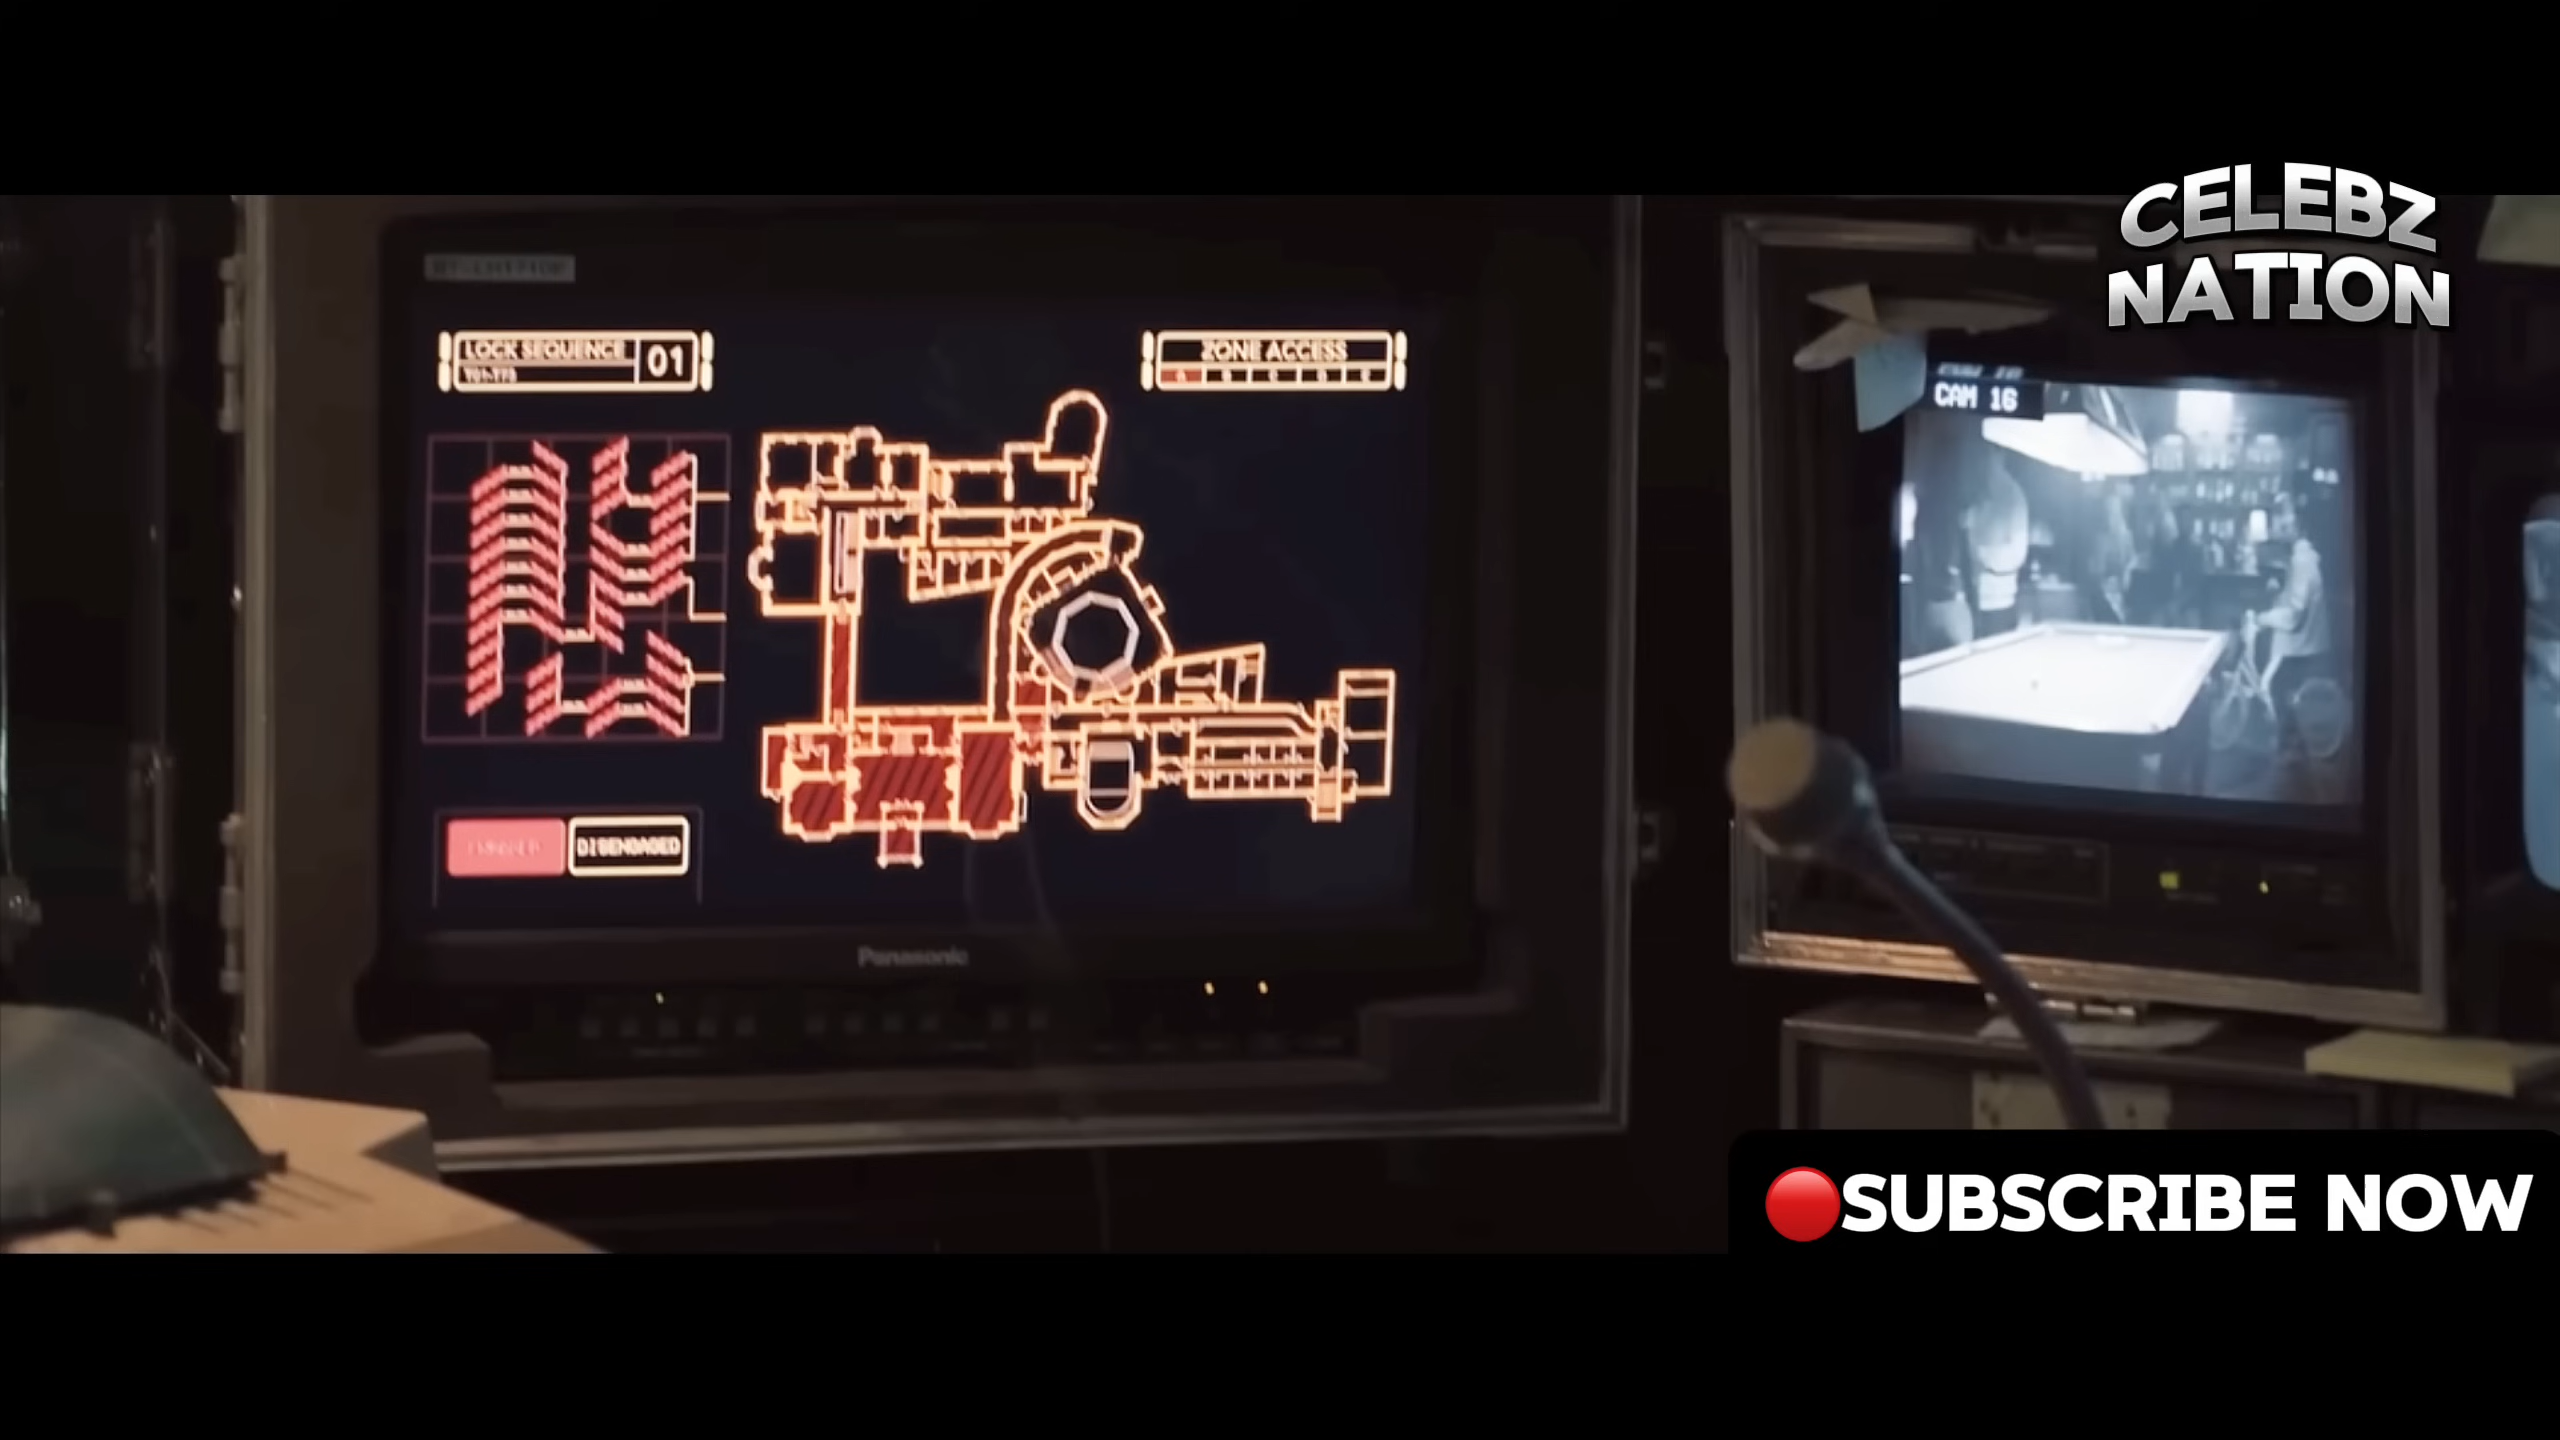 CELEBZ
NATION
LOCK SEQUENCE
01
ZONE ACCESS
A
CAM 16
DISENGAGED
Panasonic
SUBSCRIBE NOW